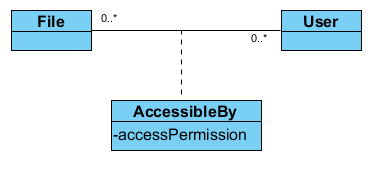 File
0..*
User
0..*
AccessibleBy
-accessPermission